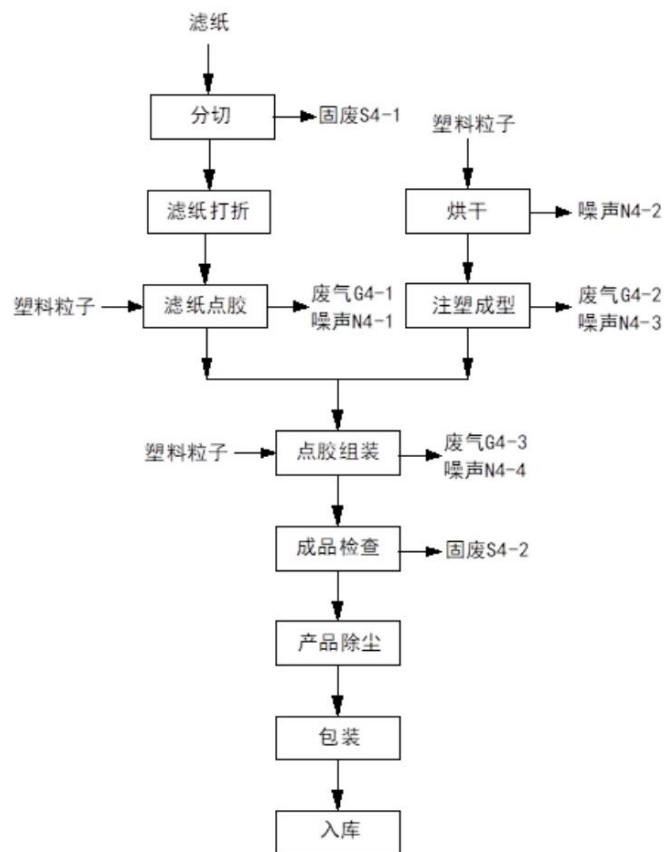 滤纸
分切
固废S4-1
塑料粒子
滤纸打折
烘干
噪声N4-2
塑料粒子
滤纸点胶
废气G4-1
噪声N4-1
注塑成型
废气G4-2
噪声N4-3
塑料粒子
点胶组装
废气G4-3
噪声N4-4
成品检查
固废S4-2
产品除尘
包装
入库